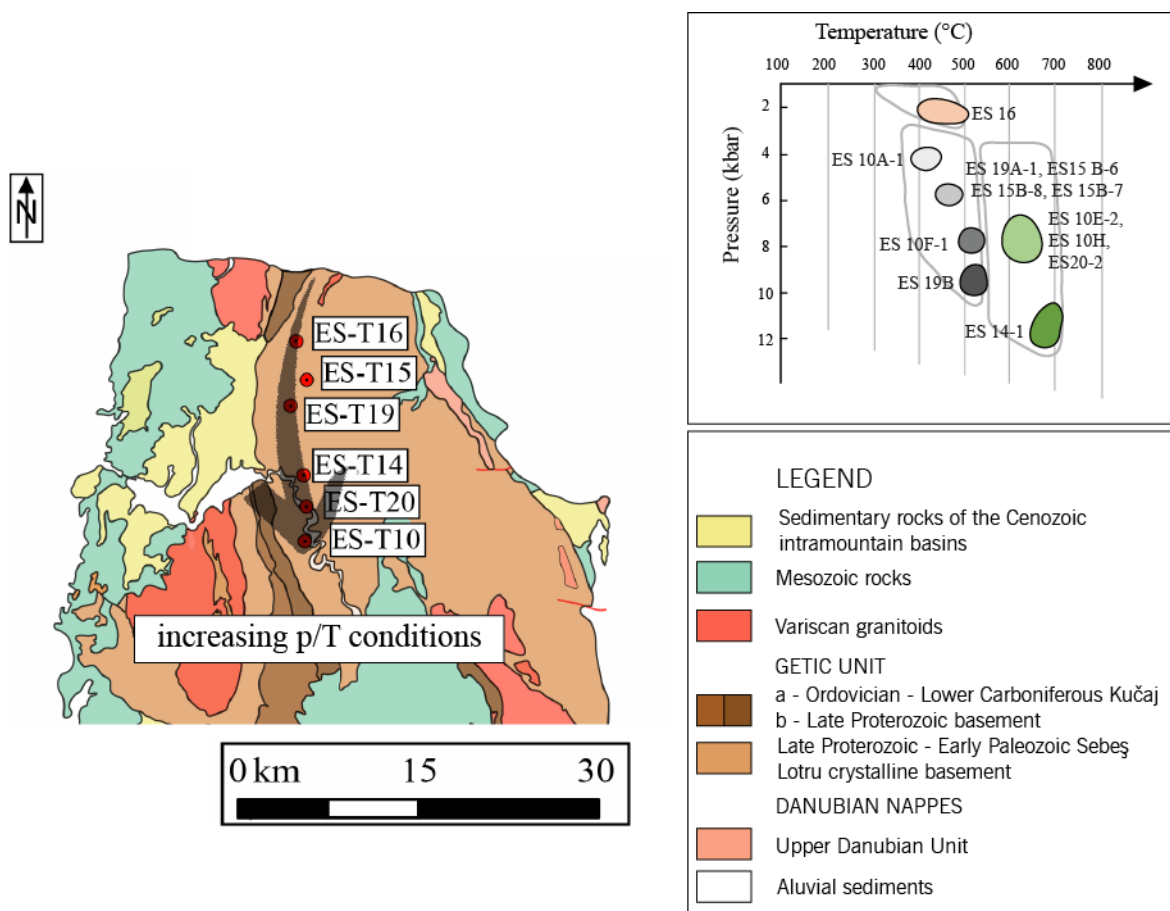 N
ES-T16
ES-T15
ES-T19
ES-T14
ES-T20
ES-T10
increasing p/T conditions
0 km 15 30
Temperature (°C)
100 200 300 400 500 600 700 800
Pressure (kbar)
2
4
6
8
10
12
ES 16
ES 10A-1
ES 19A-1, ES15 B-6
ES 15B-8, ES 15B-7
ES 10F-1
ES 10E-2,
ES 10H,
ES20-2
ES 19B
ES 14-1
LEGEND
Sedimentary rocks of the Cenozoic
intramountain basins
Mesozoic rocks
Variscan granitoids
GETIC UNIT
a - Ordovician - Lower Carboniferous Kučaj
b - Late Proterozoic basement
Late Proterozoic - Early Paleozoic Sebeş
Lotru crystalline basement
DANUBIAN NAPPES
Upper Danubian Unit
Aluvial sediments